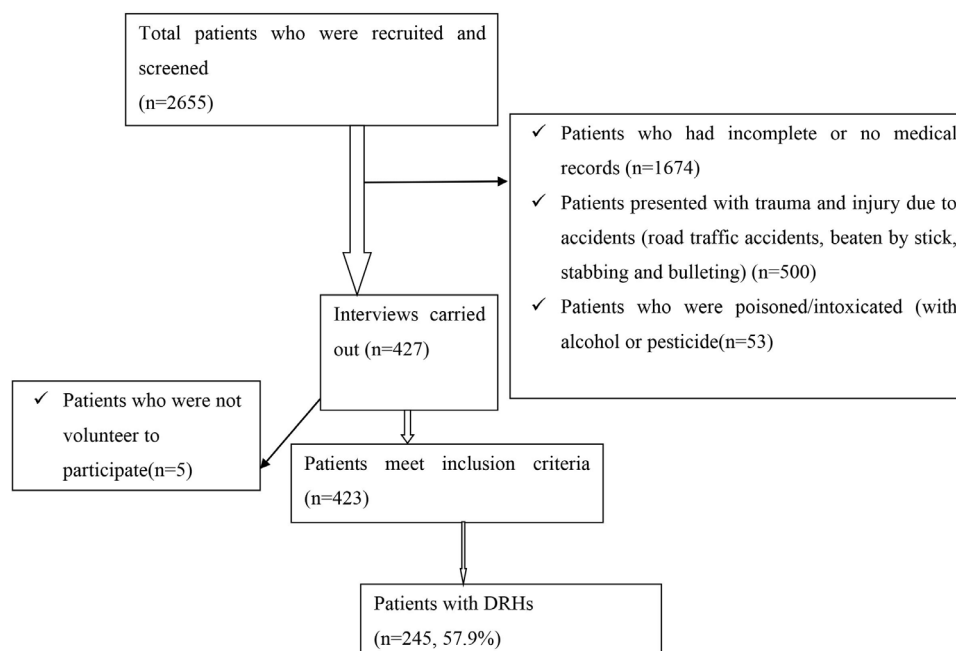 Total patients who were recruited and
screened
(n=2655)
✓ Patients who had incomplete or no medical
records (n=1674)
✓ Patients presented with trauma and injury due to
accidents (road traffic accidents, beaten by stick,
stabbing and bulleting) (n=500)
✓ Patients who were poisoned/intoxicated (with
alcohol or pesticide(n=53)
Interviews carried
out (n=427)
✓ Patients who were not
volunteer to
participate(n=5)
Patients meet inclusion criteria
(n=423)
Patients with DRHs
(n=245, 57.9%)